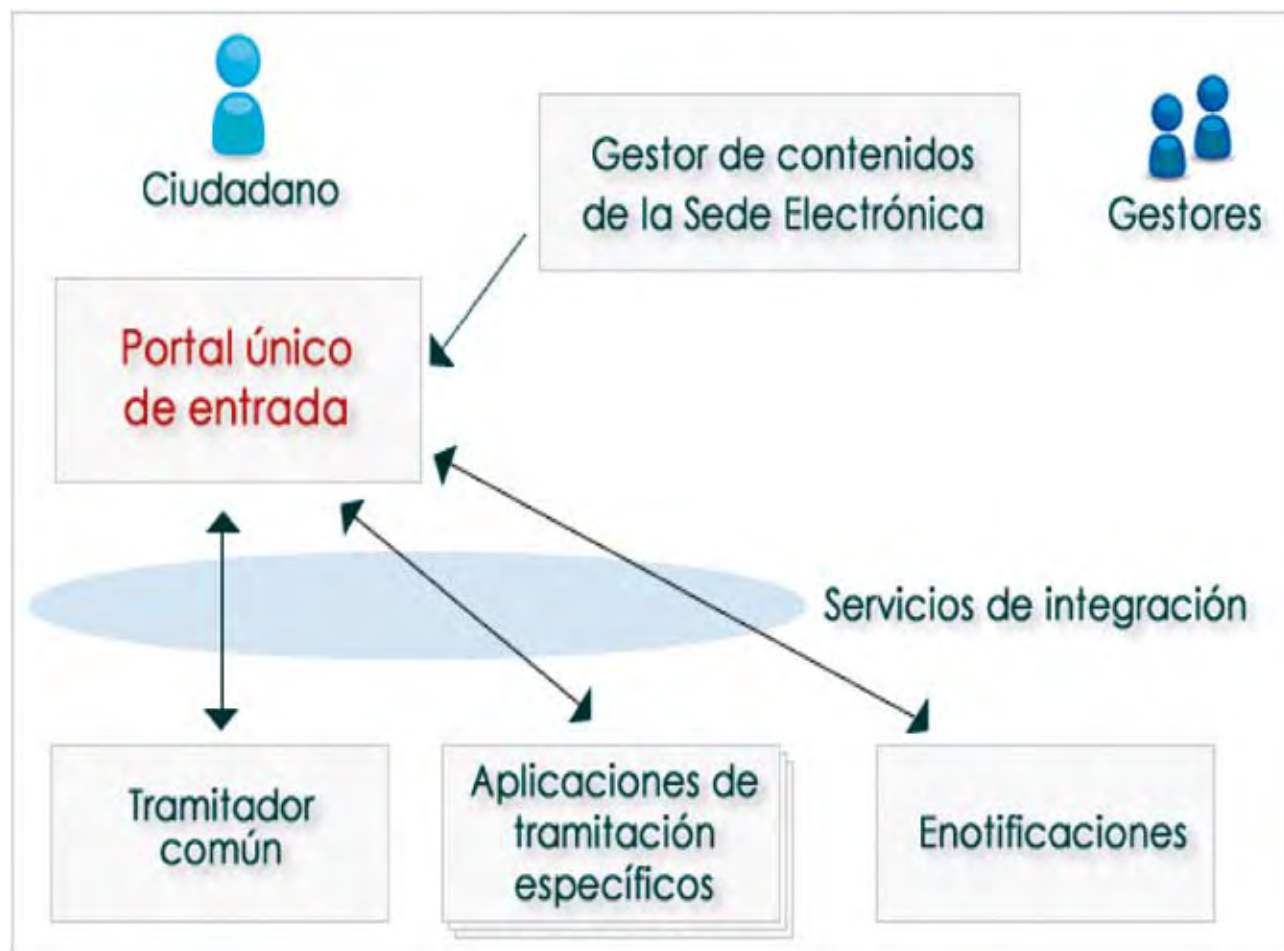 Ciudadano
Gestor de contenidos
de la Sede Electrónica
Gestores
Portal único
de entrada
Servicios de integración
Tramitador
común
Aplicaciones de
tramitación
específicos
Enotificaciones